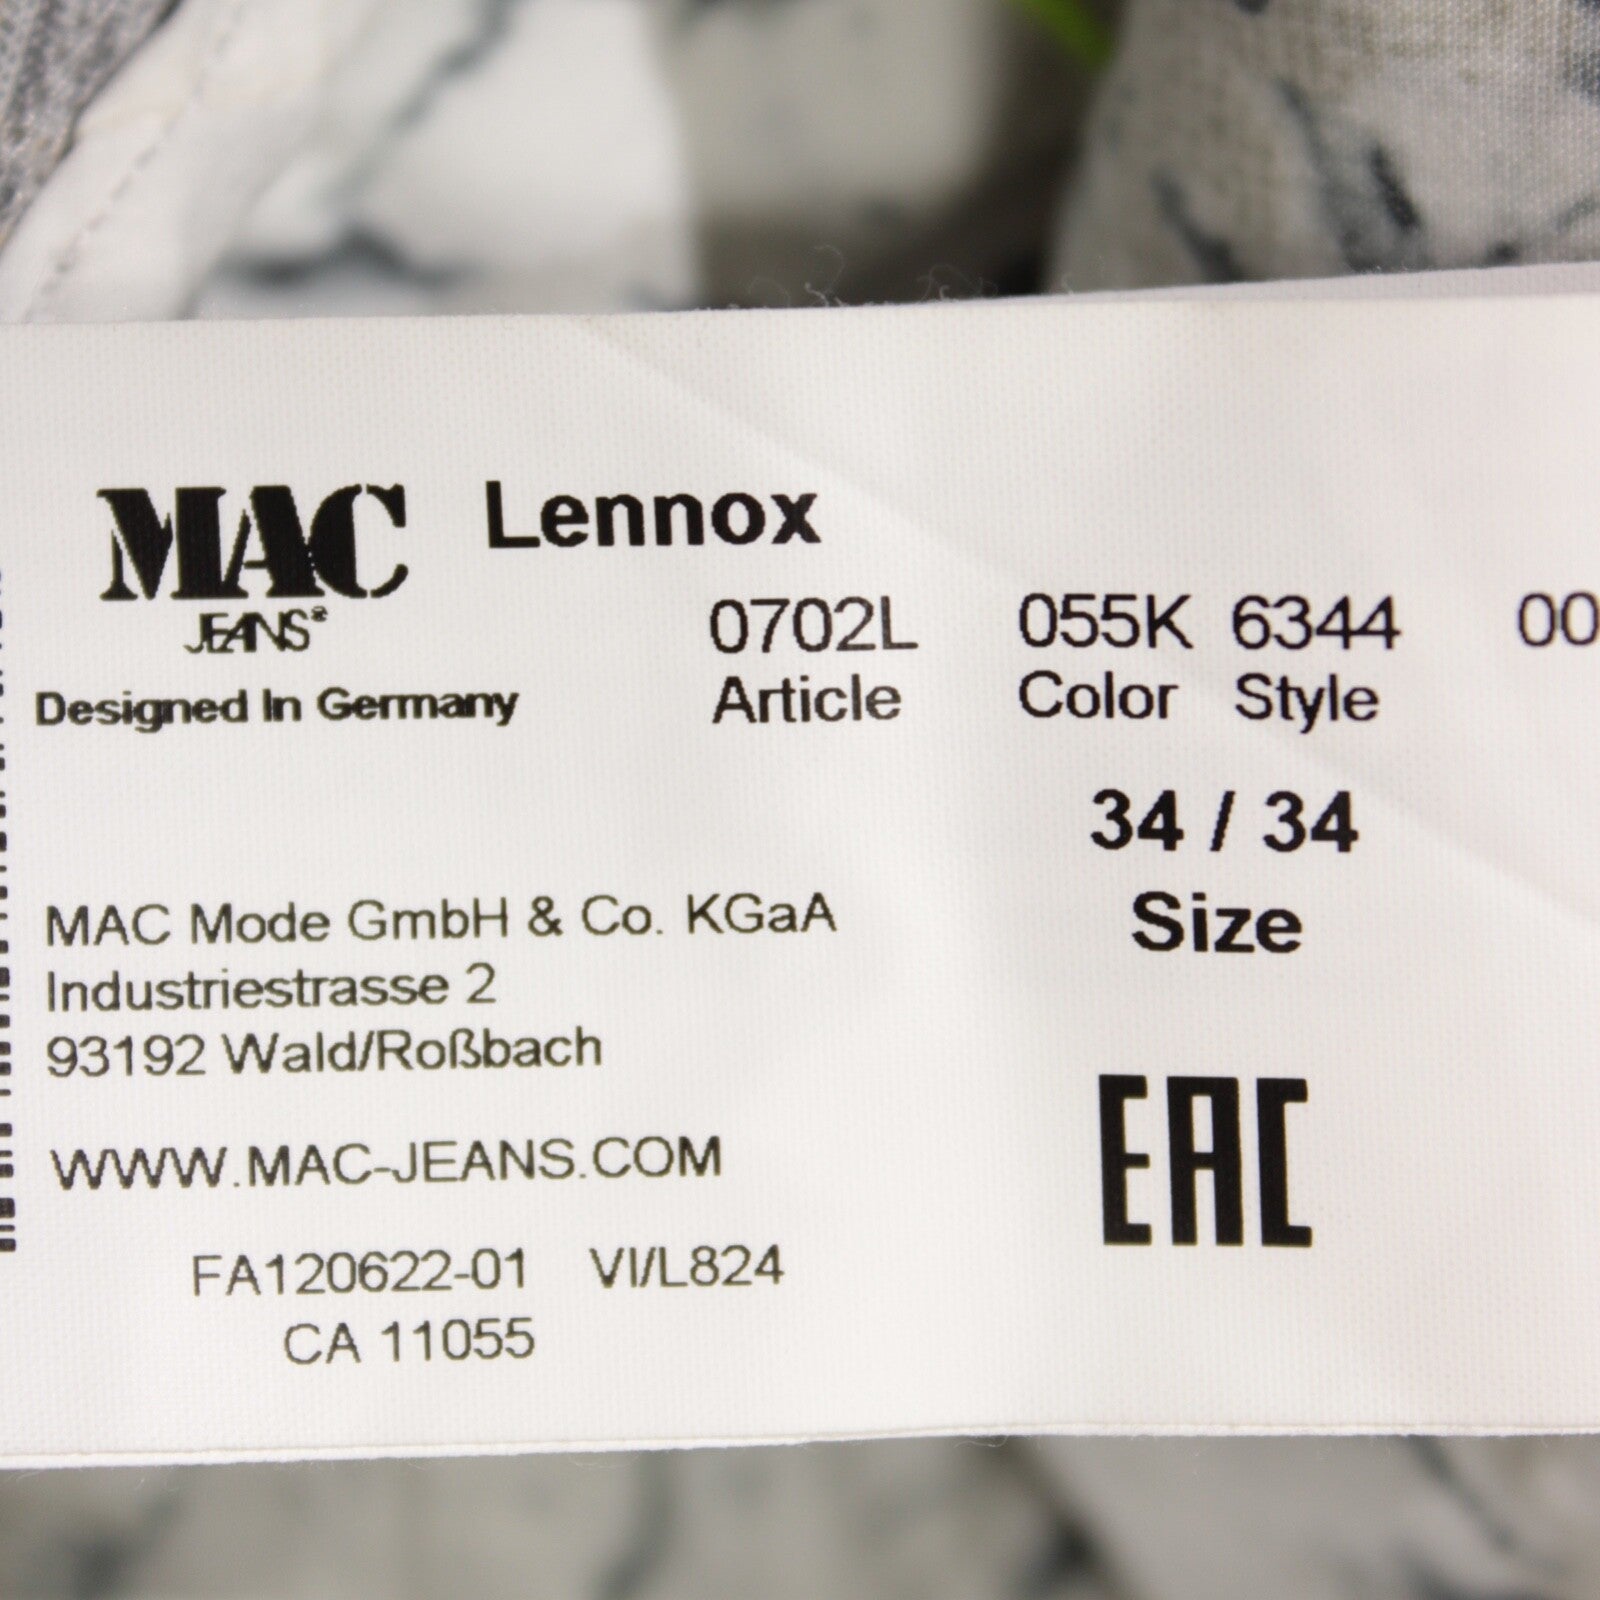 MAC Lennox
JEANS®
0702L 055K 6344 00
Designed In Germany Article Color Style
34 / 34
Size
MAC Mode GmbH & Co. KGaA
Industriestrasse 2
93192 Wald/Roßbach
WWW.MAC-JEANS.COM
EAC
FA120622-01 VI/L824
CA 11055